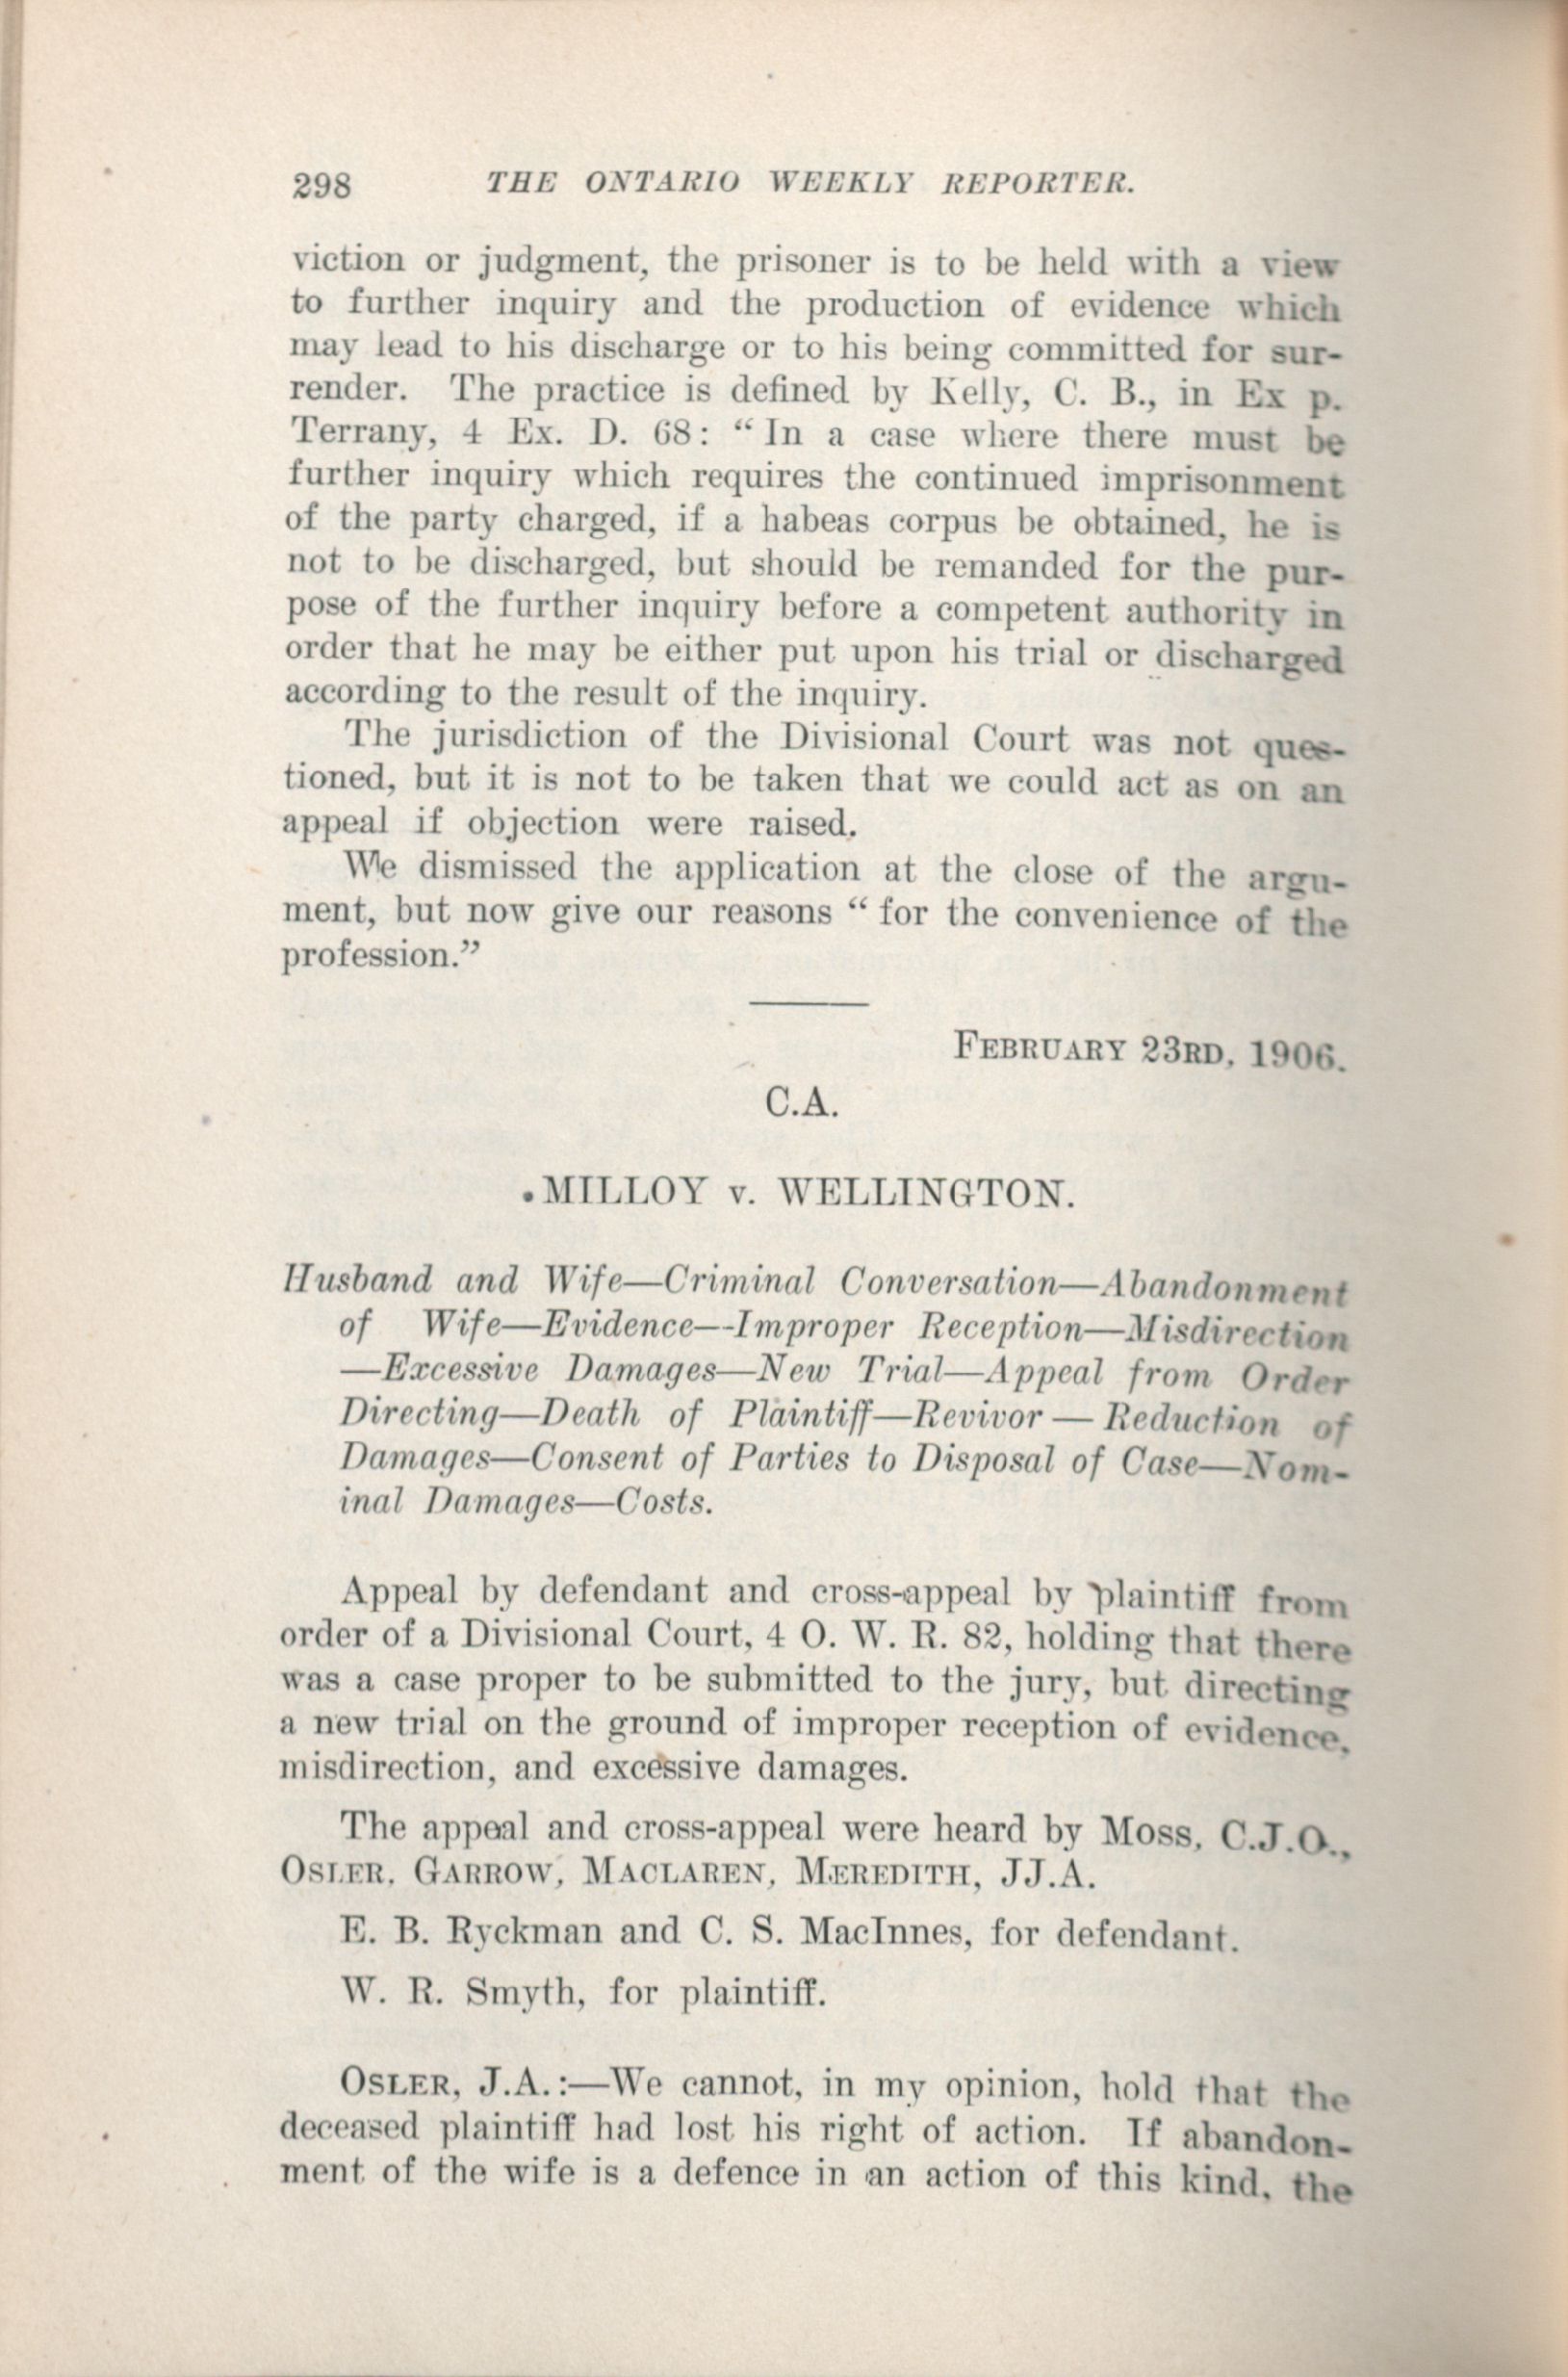 298 THE ONTARIO WEEKLY REPORTER.
viction or judgment, the prisoner is to be held with a view
to further inquiry and the production of evidence which
may lead to his discharge or to his being committed for sur-
render. The practice is defined by Kelly, C. B., in Ex p.
Terrany, 4 Ex. D. 68: “In a case where there must be
further inquiry which requires the continued imprisonment
of the party charged, if a habeas corpus be obtained, he is
not to be discharged, but should be remanded for the pur-
pose of the further inquiry before a competent authority in
order that he may be either put upon his trial or discharged
according to the result of the inquiry.
The jurisdiction of the Divisional Court was not ques-
tioned, but it is not to be taken that we could act as on an
appeal if objection were raised.
We dismissed the application at the close of the argu-
ment, but now give our reasons “for the convenience of the
profession.”
FEBRUARY 23RD, 1906.
C.A.
MILLOY v. WELLINGTON.
Husband and Wife—Criminal Conversation—Abandonment
of Wife—Evidence—Improper Reception—Misdirection
—Excessive Damages—New Trial—Appeal from Order
Directing—Death of Plaintiff—Revivor — Reduction of
Damages—Consent of Parties to Disposal of Case—Nom-
inal Damages—Costs.
Appeal by defendant and cross-appeal by plaintiff from
order of a Divisional Court, 4 O. W. R. 82, holding that there
was a case proper to be submitted to the jury, but directing
a new trial on the ground of improper reception of evidence,
misdirection, and excessive damages.
The appeal and cross-appeal were heard by MOSS, C.J.O.,
OSLER, GARROW, MACLAREN, MEREDITH, JJ.A.
E. B. Ryckman and C. S. MacInnes, for defendant.
W. R. Smyth, for plaintiff.
OSLER, J.A.:—We cannot, in my opinion, hold that the
deceased plaintiff had lost his right of action. If abandon-
ment of the wife is a defence in an action of this kind, the